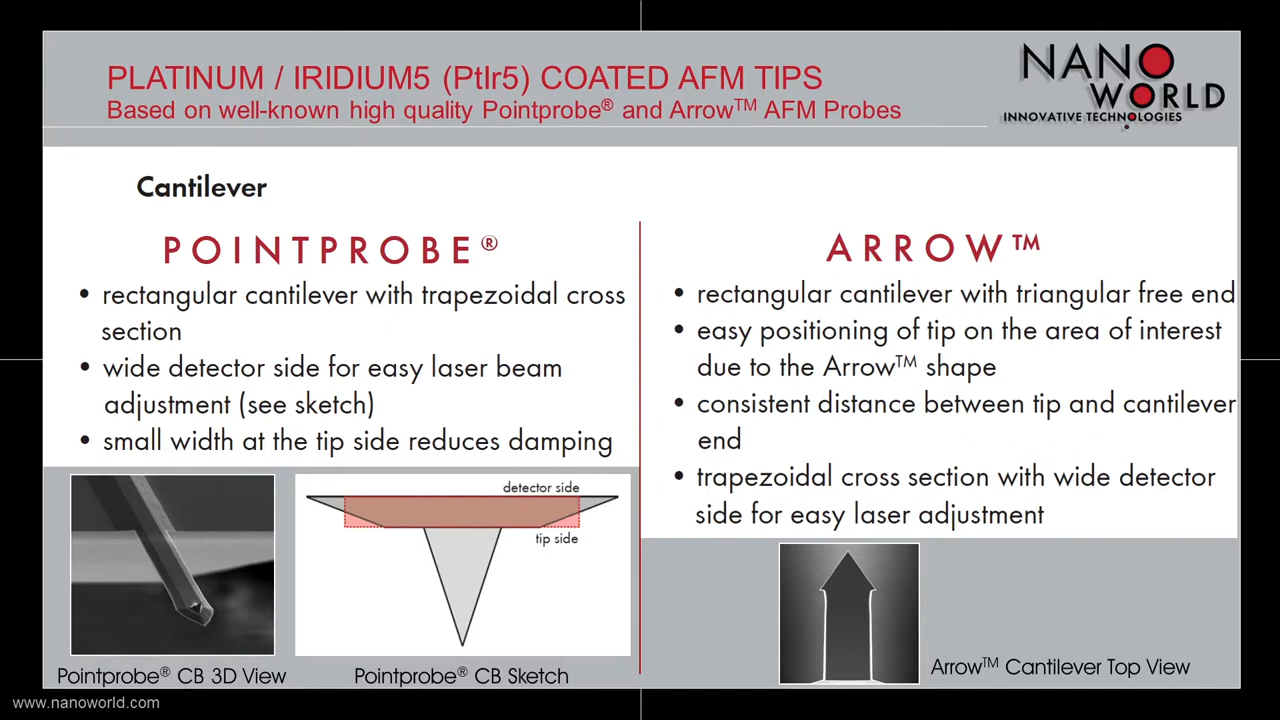 PLATINUM / IRIDIUM5 (PtIr5) COATED AFM TIPS
Based on well-known high quality Pointprobe® and Arrow™ AFM Probes
NANO
WORLD
INNOVATIVE TECHNOLOGIES
Cantilever
POINTPROBE®
• rectangular cantilever with trapezoidal cross
section
• wide detector side for easy laser beam
adjustment (see sketch)
• small width at the tip side reduces damping
detector side
tip side
Pointprobe® CB 3D View
Pointprobe® CB Sketch
ARROW™
• rectangular cantilever with triangular free end
• easy positioning of tip on the area of interest
due to the Arrow™ shape
• consistent distance between tip and cantilever
end
• trapezoidal cross section with wide detector
side for easy laser adjustment
Arrow™ Cantilever Top View
www.nanoworld.com